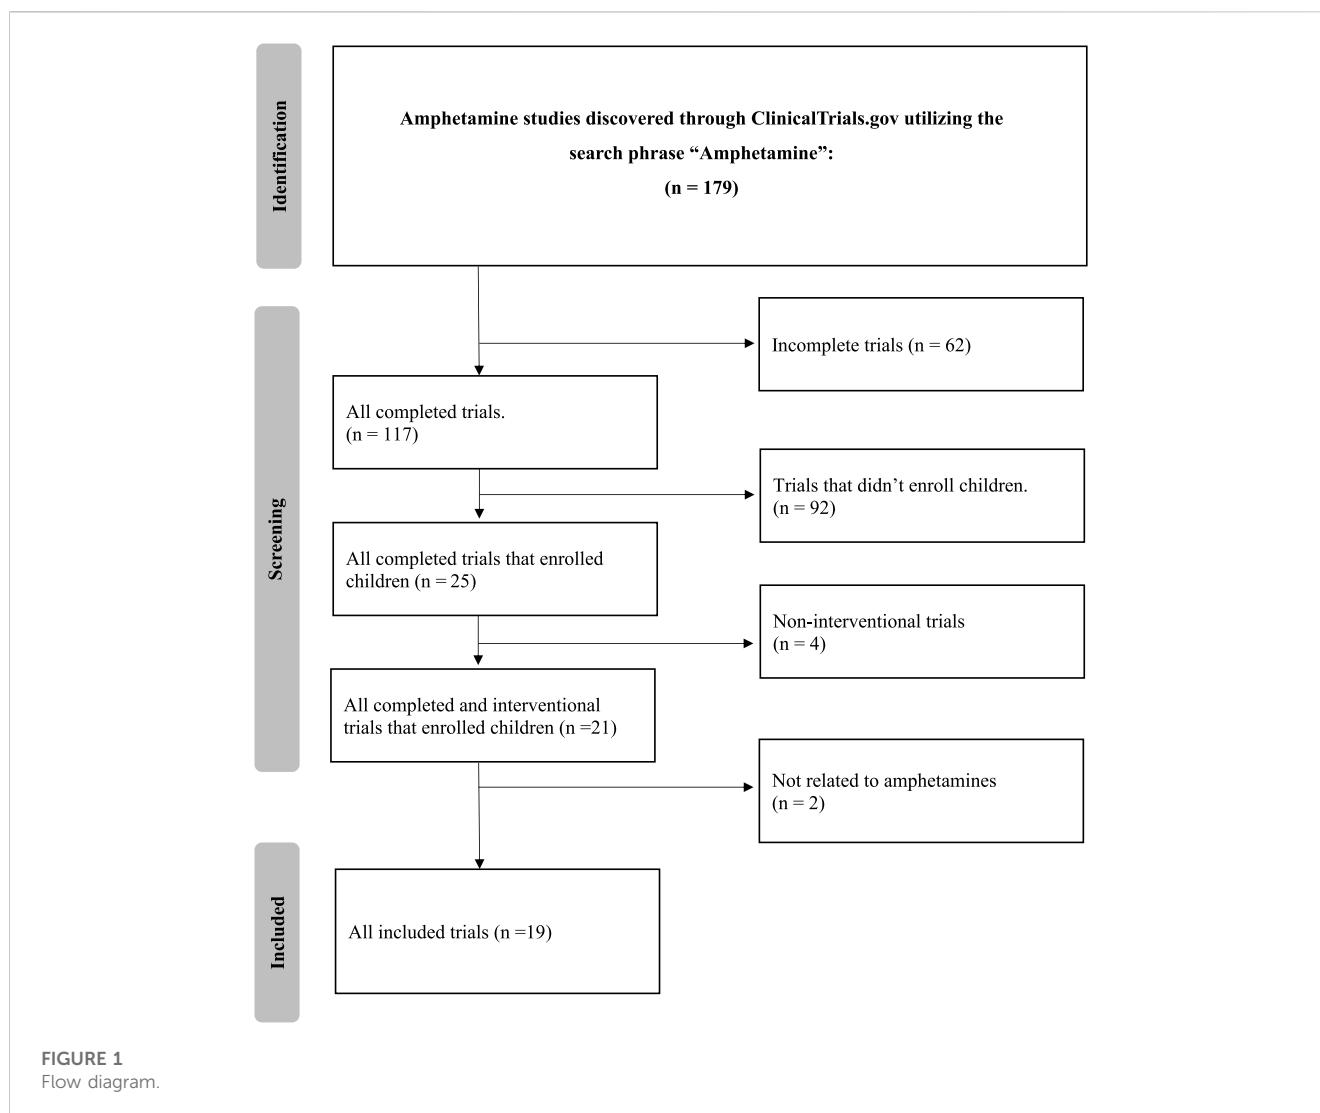 Identification
Amphetamine studies discovered through ClinicalTrials.gov utilizing the
search phrase “Amphetamine”:
(n = 179)
Incomplete trials (n = 62)
Screening
All completed trials.
(n = 117)
Trials that didn’t enroll children.
(n = 92)
All completed trials that enrolled
children (n = 25)
Non-interventional trials
(n = 4)
All completed and interventional
trials that enrolled children (n =21)
Not related to amphetamines
(n = 2)
Included
All included trials (n =19)
FIGURE 1
Flow diagram.